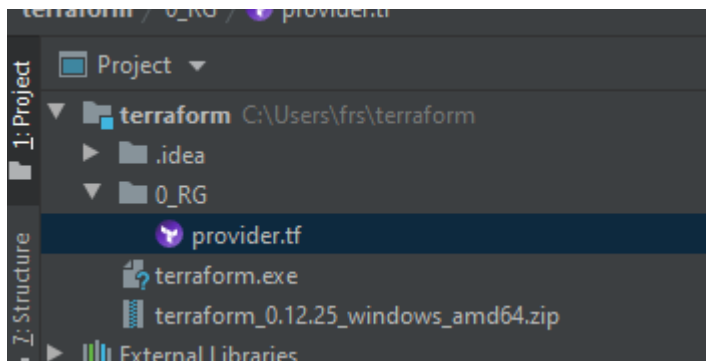 terraform / 0_RG / provider.tf
1: Project
Project
terraform C:\Users\frs\terraform
.idea
0_RG
provider.tf
terraform.exe
terraform_0.12.25_windows_amd64.zip
External Libraries
7: Structure